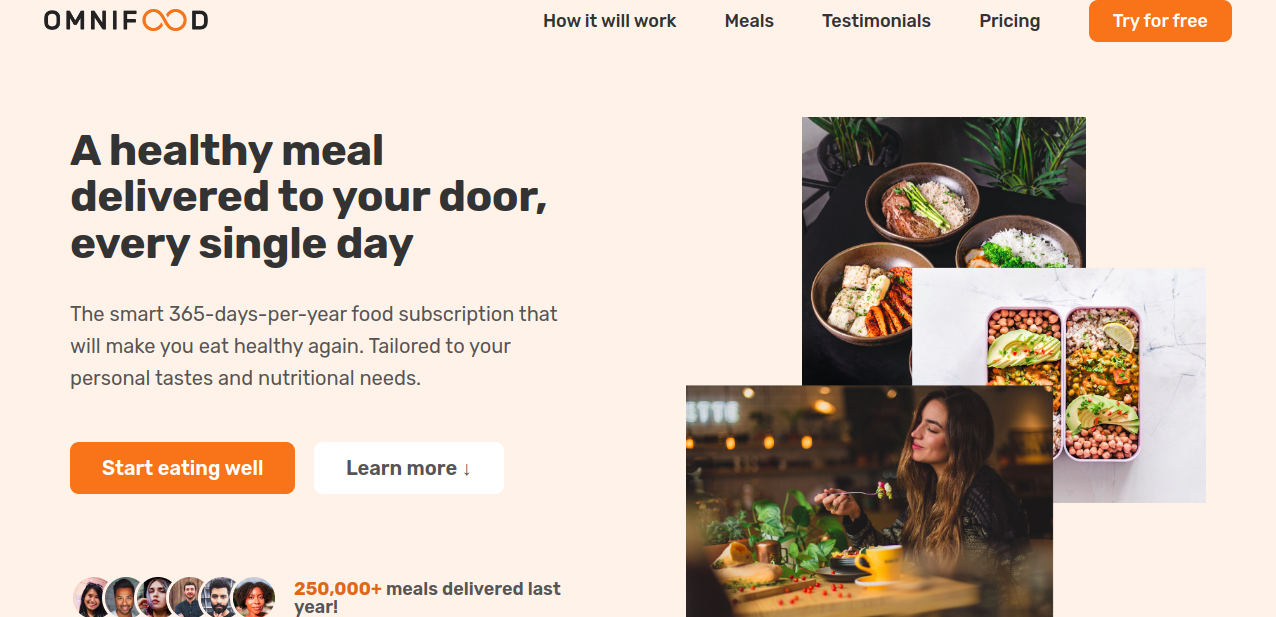 OMNIFOOD
How it will work Meals Testimonials Pricing Try for free
A healthy meal
delivered to your door,
every single day
The smart 365-days-per-year food subscription that
will make you eat healthy again. Tailored to your
personal tastes and nutritional needs.
Start eating well Learn more ↓
250,000+ meals delivered last
year!
ETTE